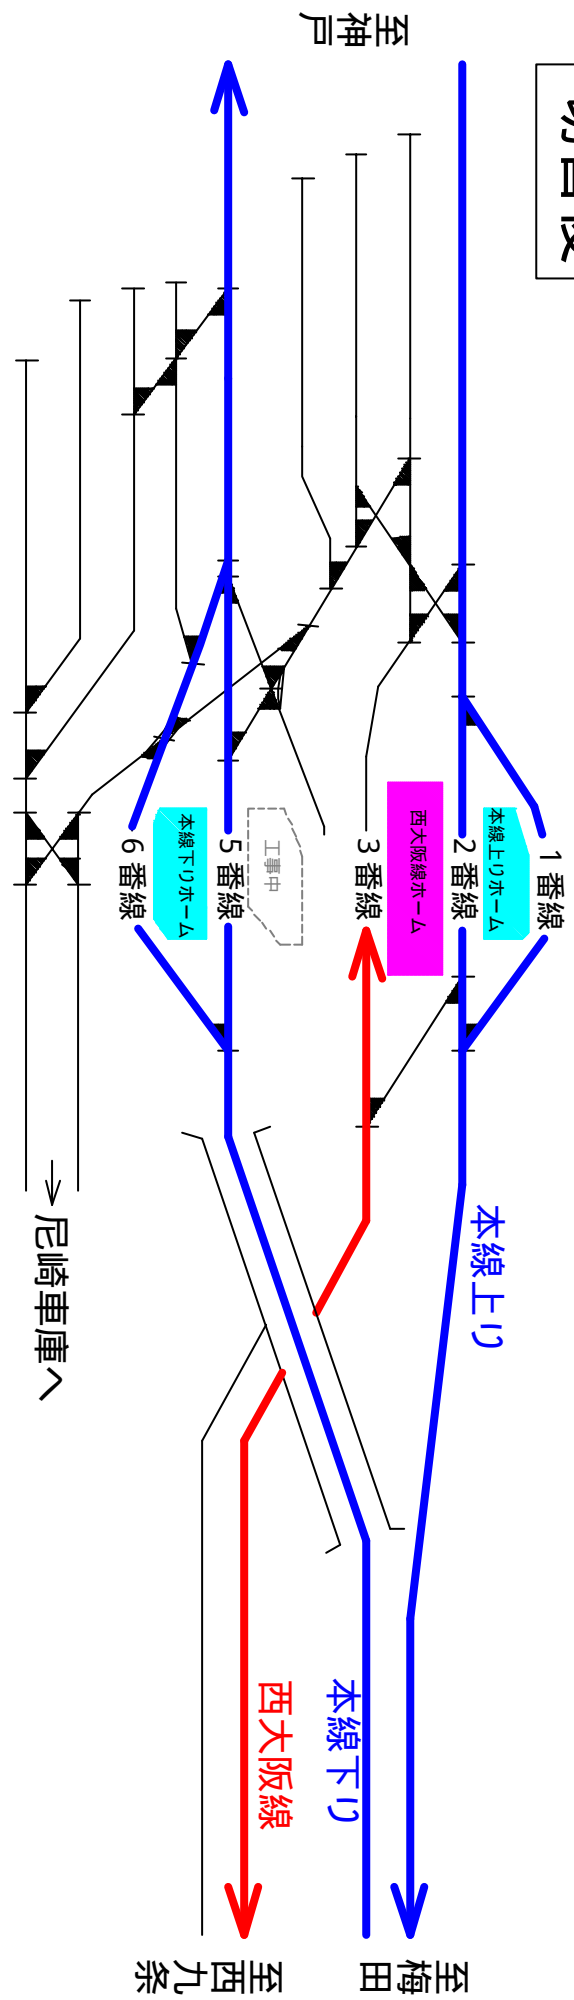 至神戸
1番線
本線上りホーム
2番線
西大阪線ホーム
3番線
工事中
5番線
本線下りホーム
6番線
本線上り
尼崎車庫へ
本線下り
西大阪線
至梅田
至西九条